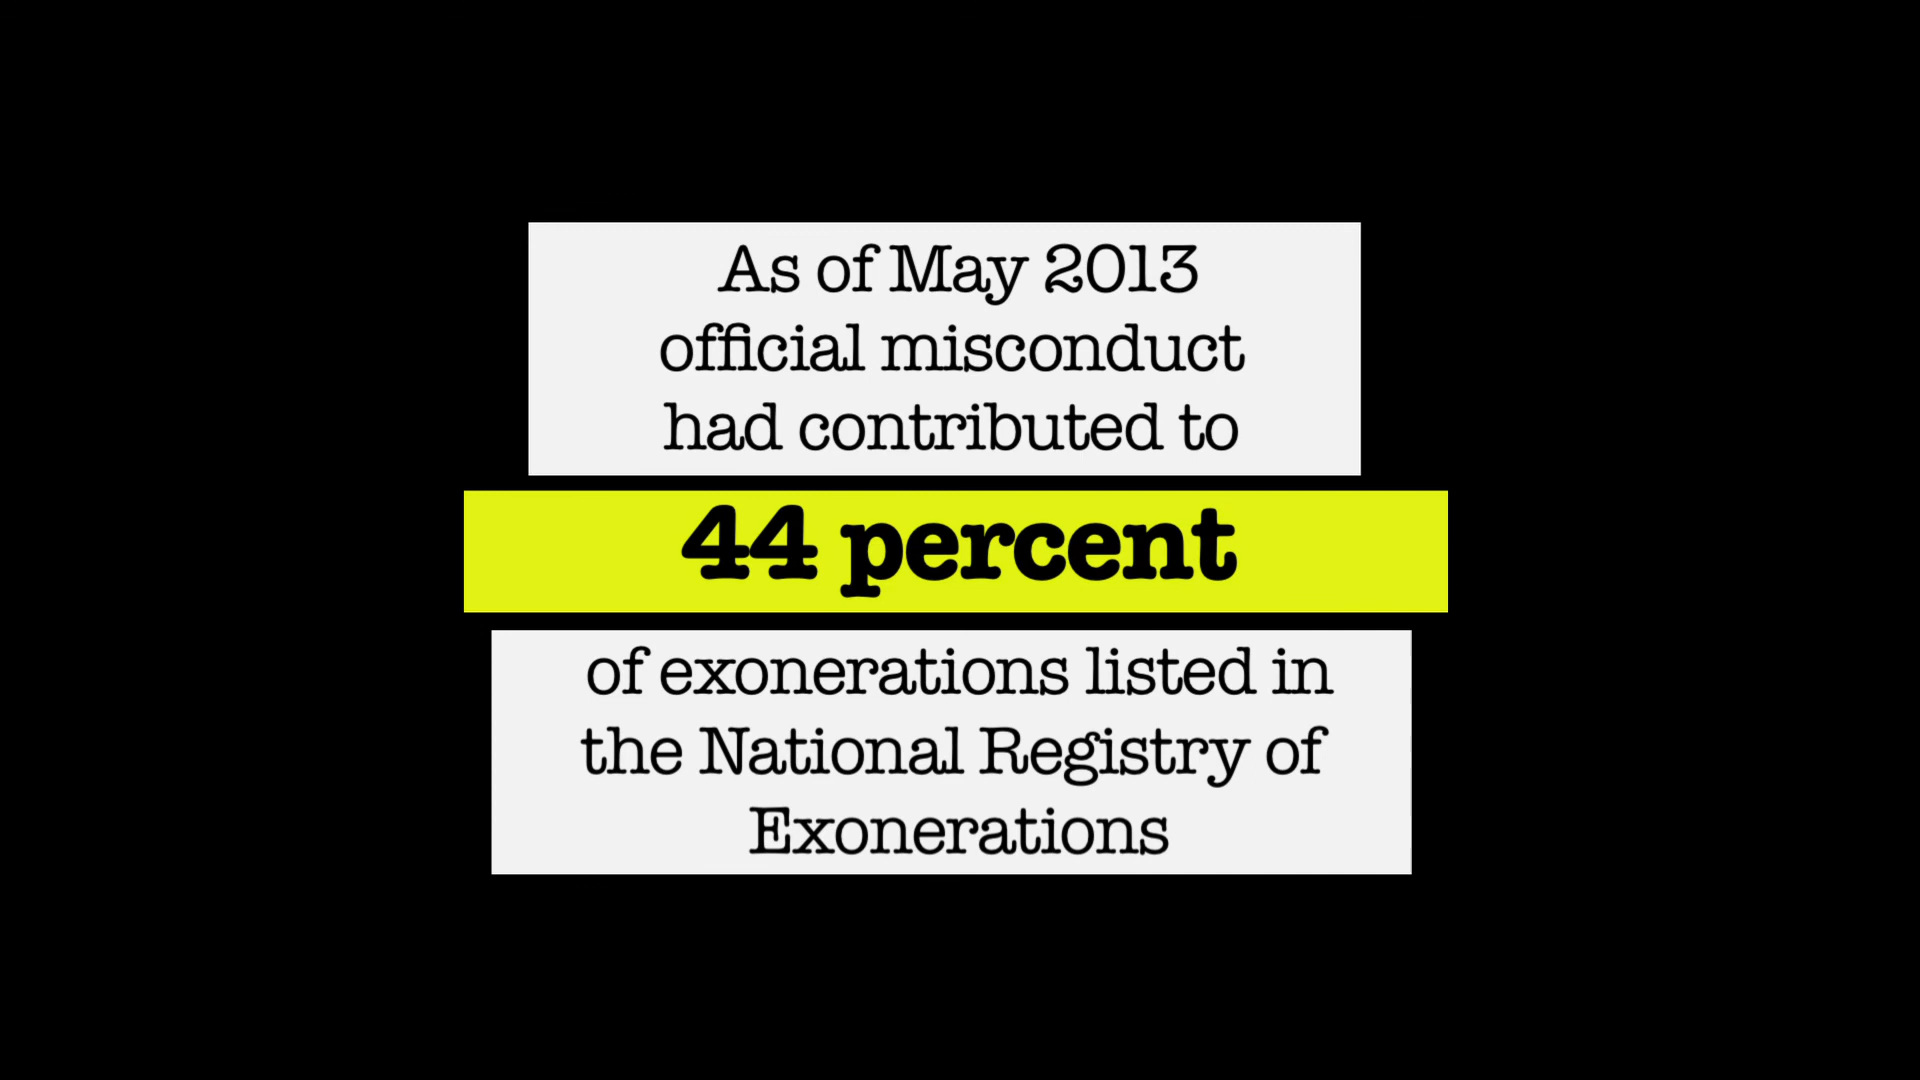 As of May 2013
official misconduct
had contributed to
44 percent
of exonerations listed in
the National Registry of
Exonerations